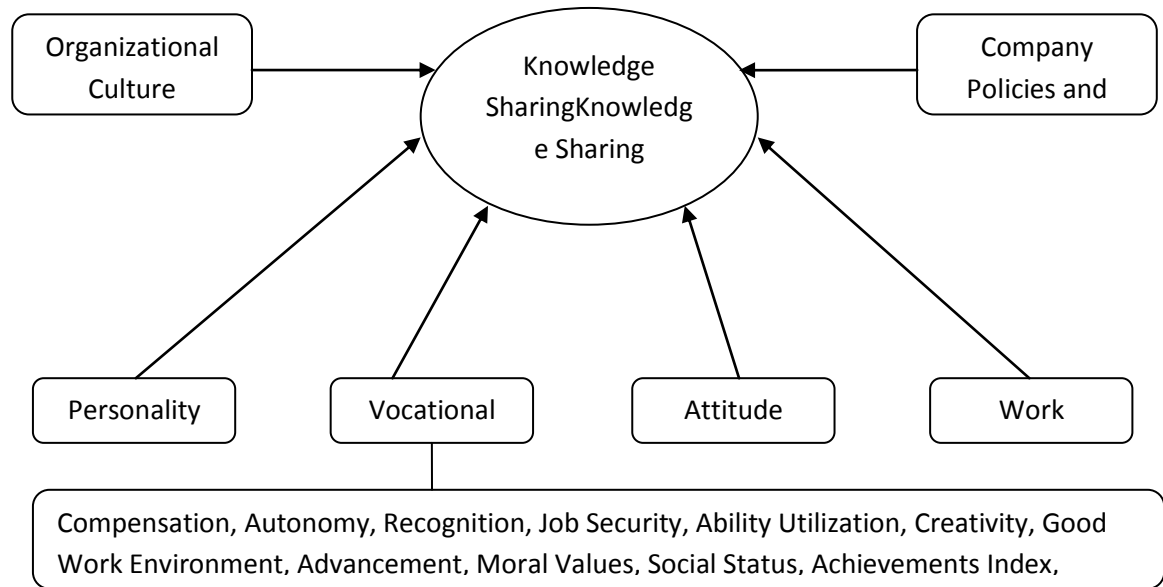 Organizational
Culture
Knowledge
SharingKnowledg
e Sharing
Company
Policies and
Personality
Vocational
Attitude
Work
Compensation, Autonomy, Recognition, Job Security, Ability Utilization, Creativity, Good
Work Environment, Advancement, Moral Values, Social Status, Achievements Index,